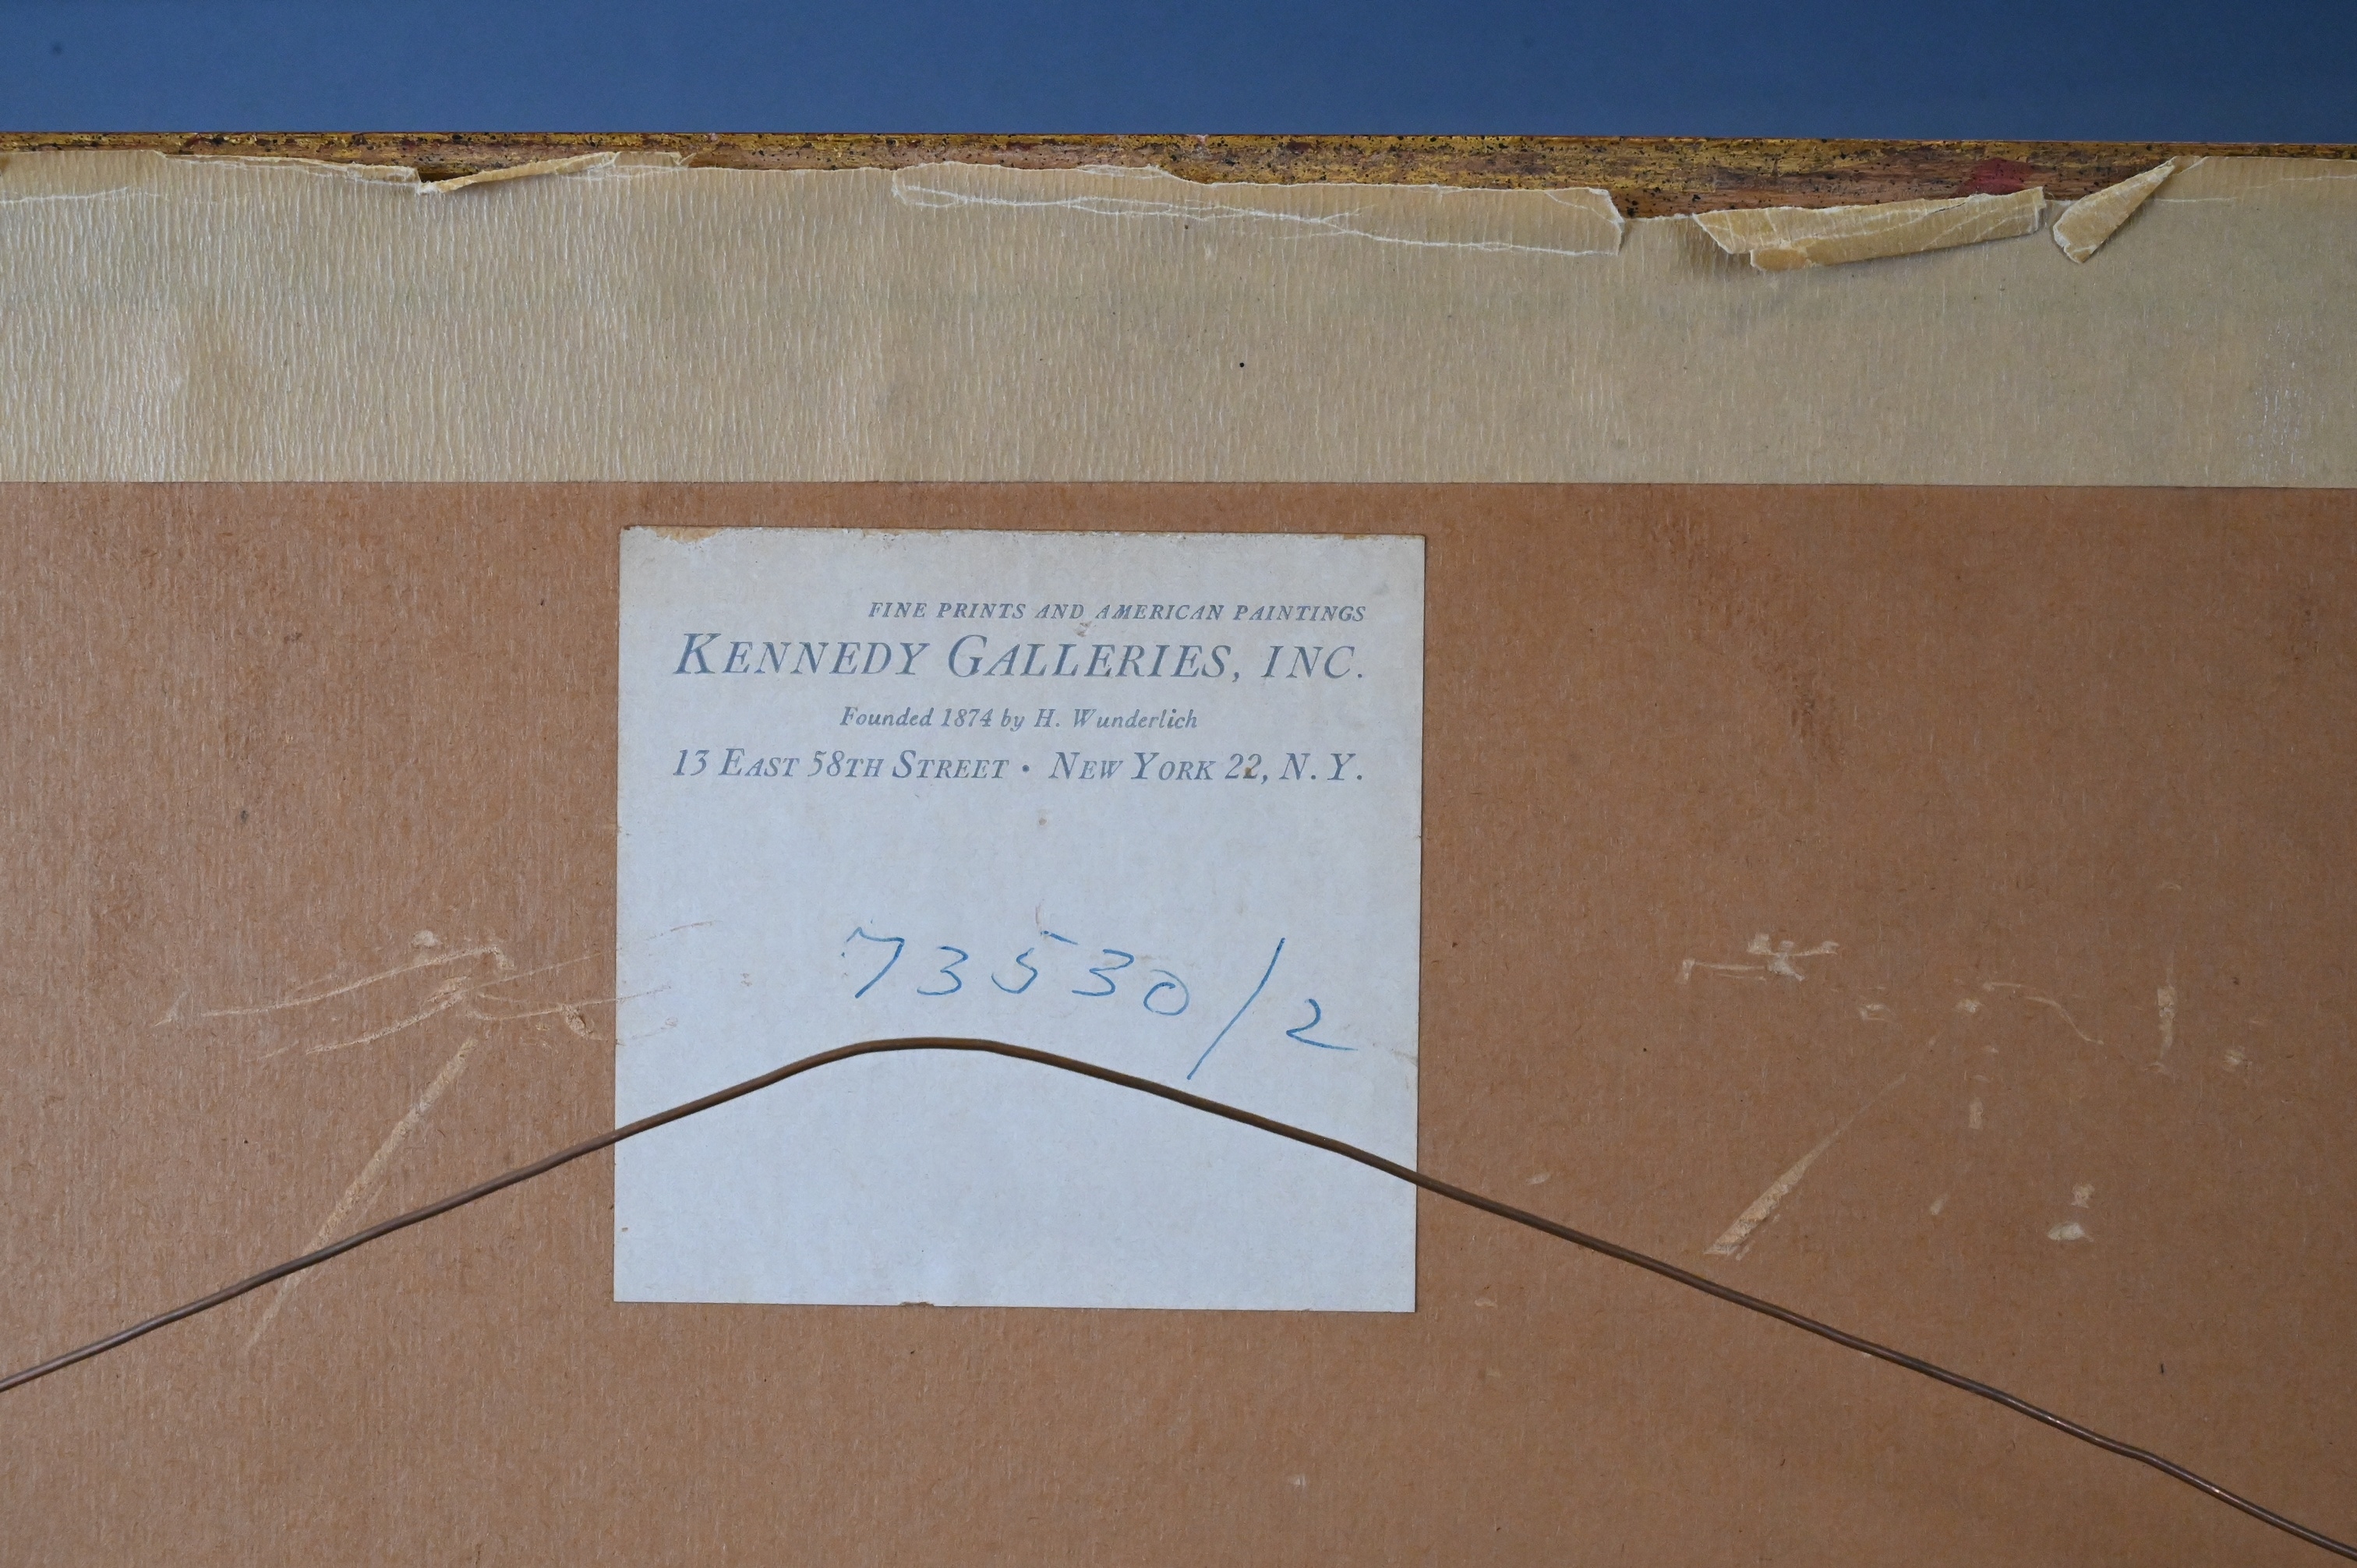 FINE PRINTS AND AMERICAN PAINTINGS
KENNEDY GALLERIES, INC.
Founded 1874 by H. Wunderlich
13 EAST 58TH STREET • NEW YORK 22, N. Y.
73530/2